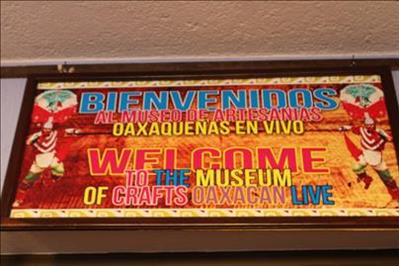 BIENVENIDOS
AL MUSEO DE ARTESANIAS
OAXAQUEÑAS EN VIVO
WELCOME
TO THE MUSEUM
OF CRAFTS OAXACAN LIVE